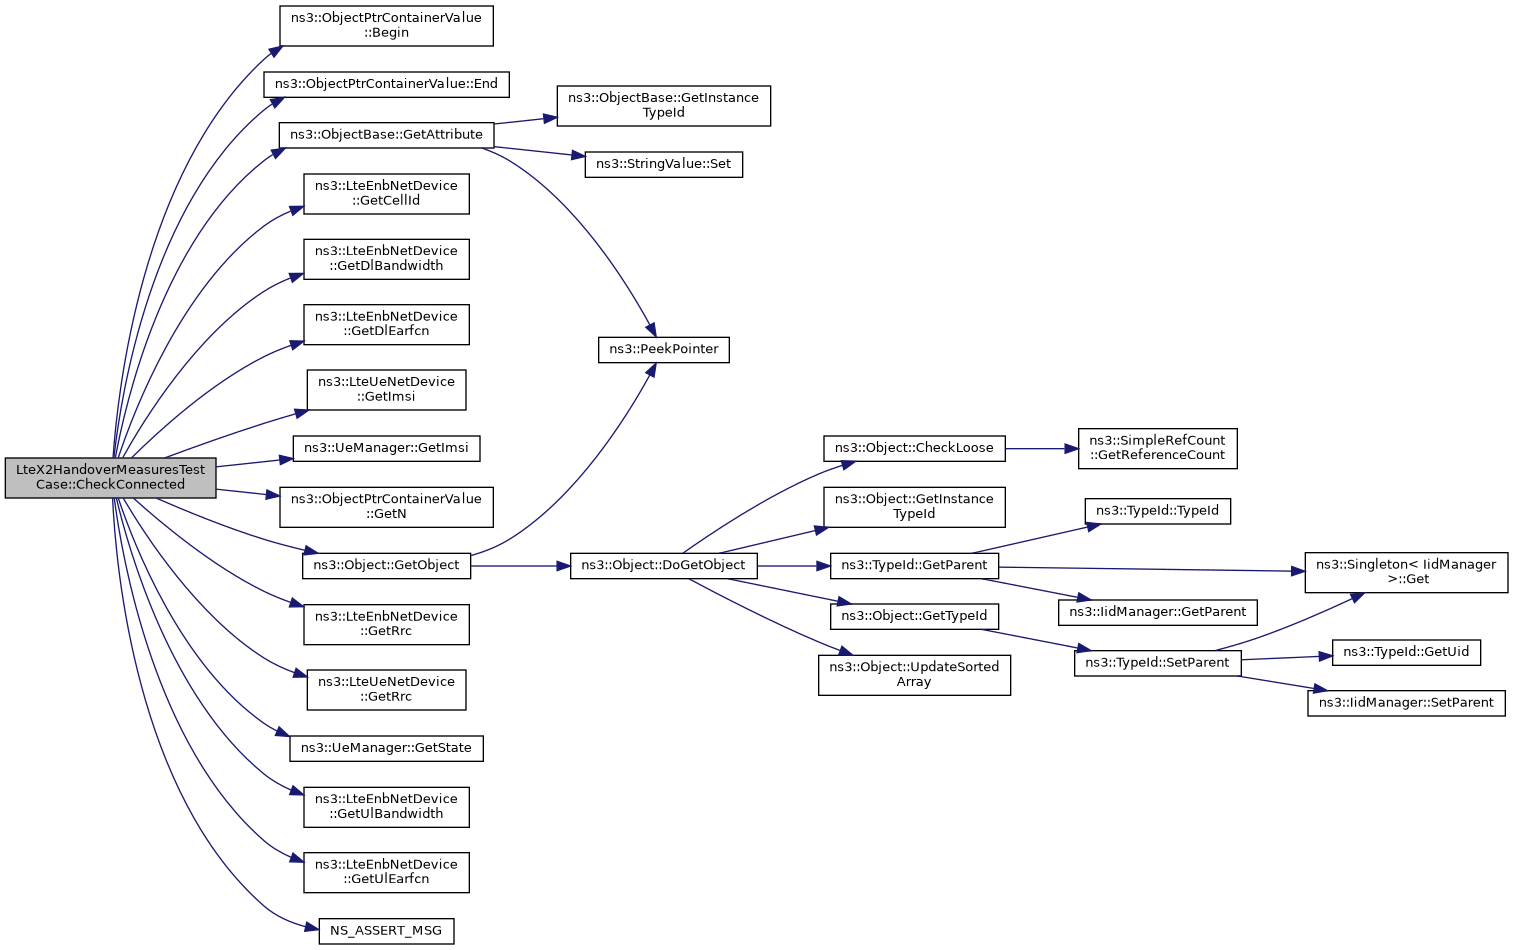 LteX2HandoverMeasuresTest
Case::CheckConnected
ns3::ObjectPtrContainerValue
::Begin
ns3::ObjectPtrContainerValue::End
ns3::ObjectBase::GetAttribute
ns3::LteEnbNetDevice
::GetCellId
ns3::LteEnbNetDevice
::GetDlBandwidth
ns3::LteEnbNetDevice
::GetDlEarfcn
ns3::LteUeNetDevice
::GetImsi
ns3::UeManager::GetImsi
ns3::ObjectPtrContainerValue
::GetN
ns3::Object::GetObject
ns3::LteEnbNetDevice
::GetRrc
ns3::LteUeNetDevice
::GetRrc
ns3::UeManager::GetState
ns3::LteEnbNetDevice
::GetUlBandwidth
ns3::LteEnbNetDevice
::GetUlEarfcn
NS_ASSERT_MSG
ns3::ObjectBase::GetInstance
TypeId
ns3::StringValue::Set
ns3::PeekPointer
ns3::Object::DoGetObject
ns3::Object::CheckLoose
ns3::Object::GetInstance
TypeId
ns3::TypeId::GetParent
ns3::Object::GetTypeId
ns3::Object::UpdateSorted
Array
ns3::SimpleRefCount
::GetReferenceCount
ns3::TypeId::TypeId
ns3::IidManager::GetParent
ns3::TypeId::SetParent
ns3::Singleton< IidManager
>::Get
ns3::TypeId::GetUid
ns3::IidManager::SetParent